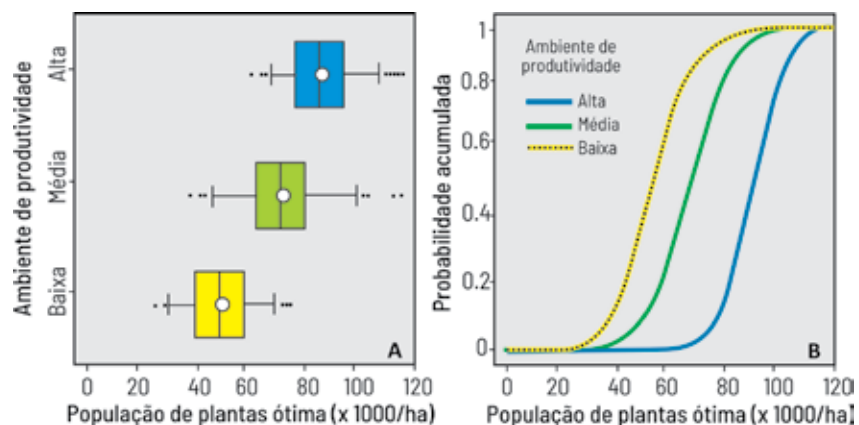 Ambiente de produtividade
Alta
Média
Baixa
A
0 20 40 60 80 100 120
População de plantas ótima (x 1000/ha)
Probabilidade acumulada
1
0.8
0.6
0.4
0.2
0
Ambiente de
produtividade
Alta
Média
Baixa
B
0 20 40 60 80 100 120
População de plantas ótima (x 1000/ha)